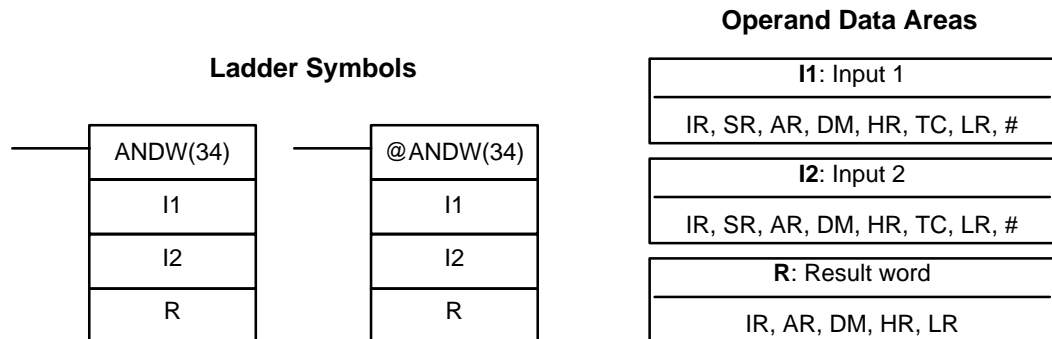 Ladder Symbols
ANDW(34)
I1
I2
R
@ANDW(34)
I1
I2
R
Operand Data Areas
I1: Input 1
IR, SR, AR, DM, HR, TC, LR, #
I2: Input 2
IR, SR, AR, DM, HR, TC, LR, #
R: Result word
IR, AR, DM, HR, LR